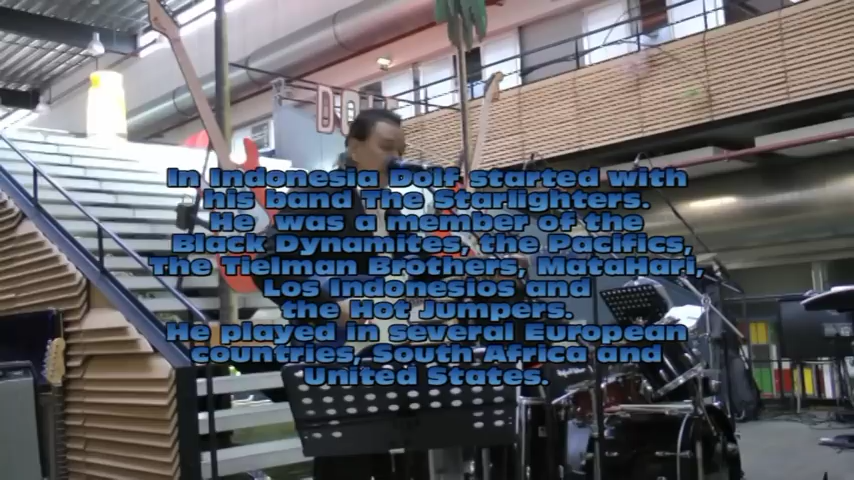 DO
In Indonesia Dolf started with
his band The Starlighters.
He was a member of the
Black Dynamites, the Pacifics,
The Tielman Brothers, MataHari,
Los Indonesios and
the Hot Jumpers.
He played in several European
countries, South Africa and
United States.